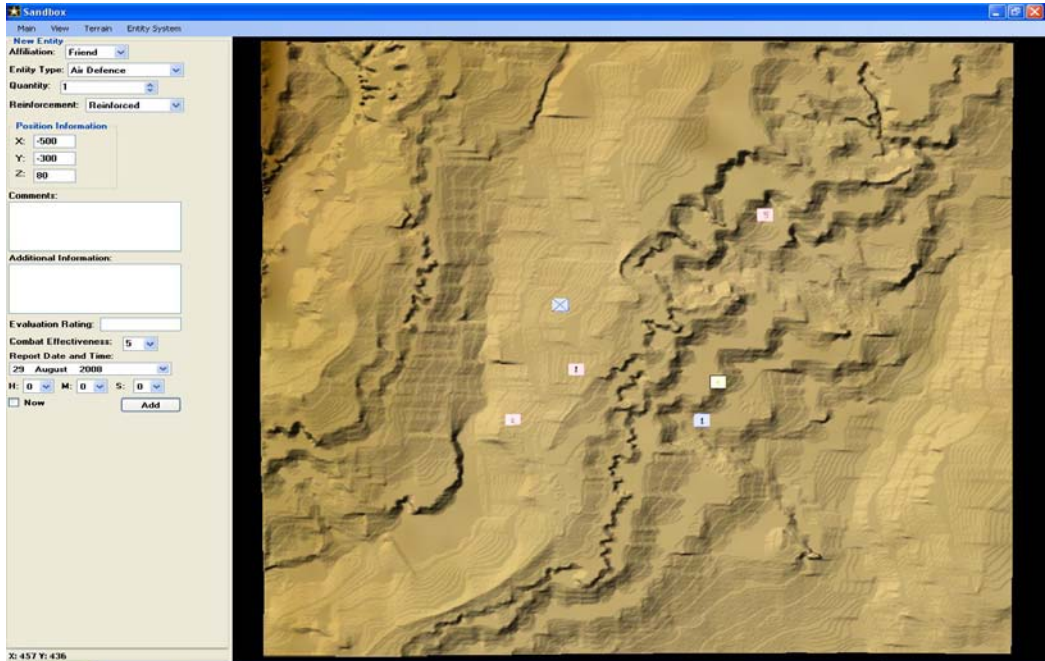 Sandbox
Main View Terrain Entity System
New Entity
Affiliation: Friend
Entity Type: Air Defence
Quantity: 1
Reinforcement: Reinforced
Position Information
X: -500
Y: -300
Z: 80
Comments:
Additional Information:
Evaluation Rating:
Combat Effectiveness: 5
Report Date and Time:
29 August 2008
H: 0 M: 0 S: 0
Now Add
1
1
X: 457 Y: 436